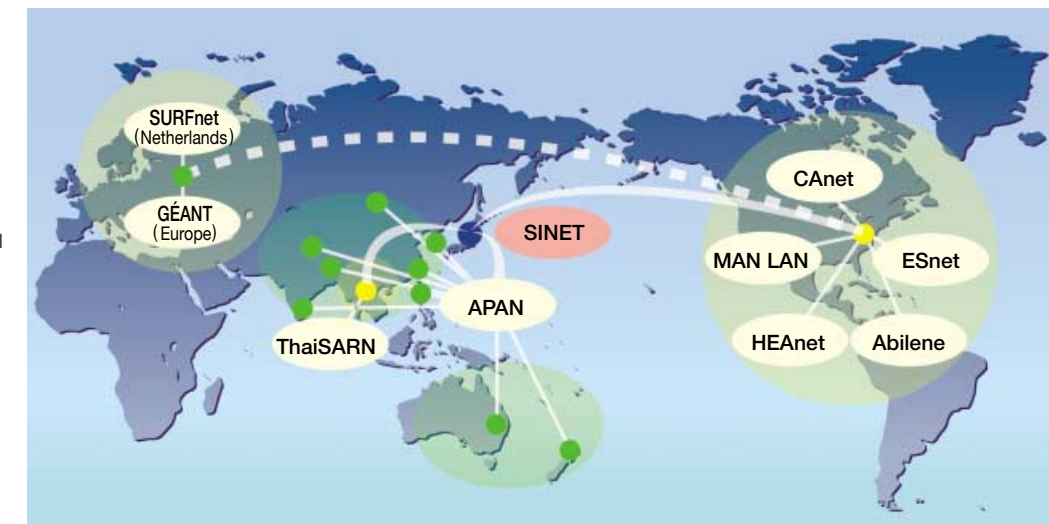 SURFnet
(Netherlands)
GÉANT
(Europe)
SINET
CAnet
MAN LAN
ESnet
APAN
ThaiSARN
HEAnet
Abilene